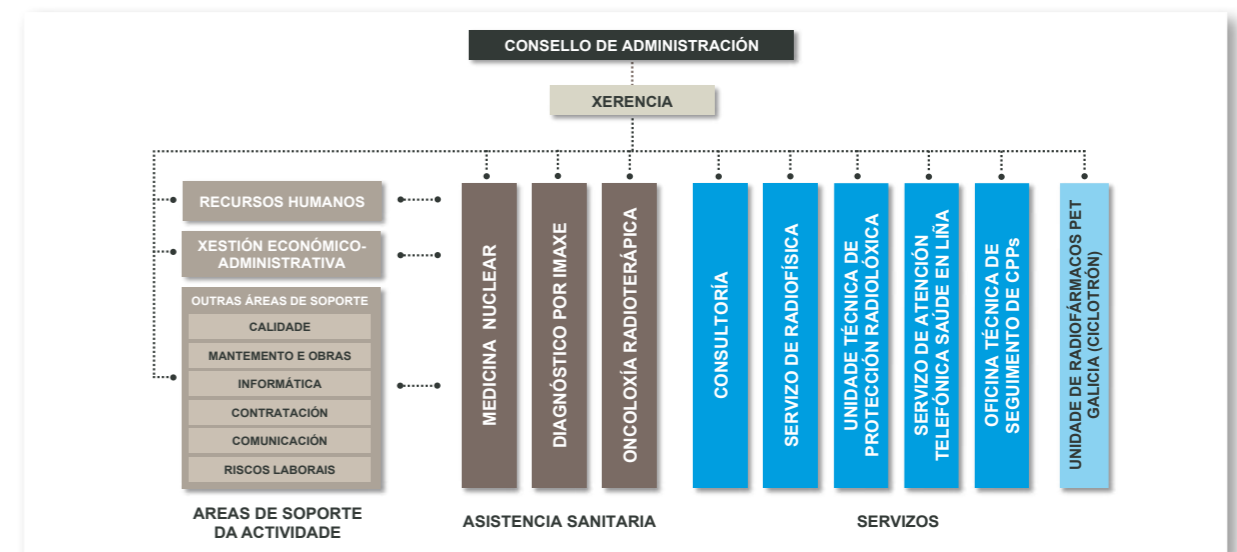 CONSELLO DE ADMINISTRACIÓN
XERENCIA
RECURSOS HUMANOS
XESTIÓN ECONÓMICO-
ADMINISTRATIVA
OUTRAS ÁREAS DE SOPORTE
CALIDADE
MANTEMENTO E OBRAS
INFORMÁTICA
CONTRATACIÓN
COMUNICACIÓN
RISCOS LABORAIS
AREAS DE SOPORTE
DA ACTIVIDADE
MEDICINA NUCLEAR
DIAGNÓSTICO POR IMAXE
ONCOLOXÍA RADIOTERÁPICA
ASISTENCIA SANITARIA
CONSULTORÍA
SERVIZO DE RADIOFÍSICA
UNIDADE TÉCNICA DE
PROTECCIÓN RADIOLÓXICA
SERVIZO DE ATENCIÓN
TELEFÓNICA SAÚDE EN LIÑA
OFICINA TÉCNICA DE
SEGUIMENTO DE CPPs
SERVIZOS
UNIDADE DE RADIOFÁRMACOS PET
GALICIA (CICLOTRÓN)